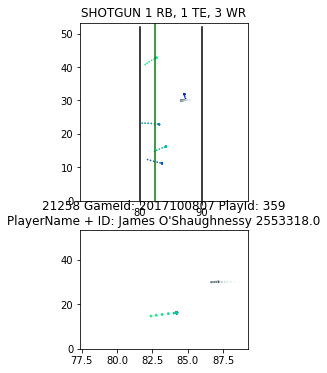 SHOTGUN 1 RB, 1 TE, 3 WR
50
40
30
20
10
0
80 90
21258 GameId: 2017100807 PlayId: 359
PlayerName + ID: James O'Shaughnessy 2553318.0
40
20
0
77.5 80.0 82.5 85.0 87.5